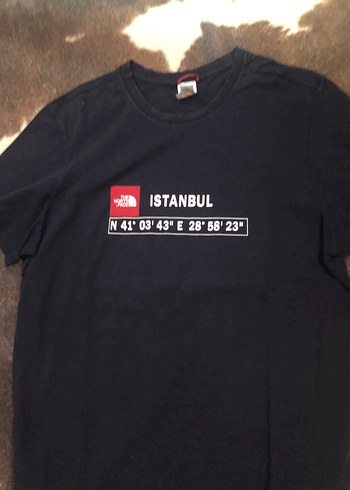 THE
NORTH
FACE
ISTANBUL
N 41° 03' 43" E 28° 58' 23"